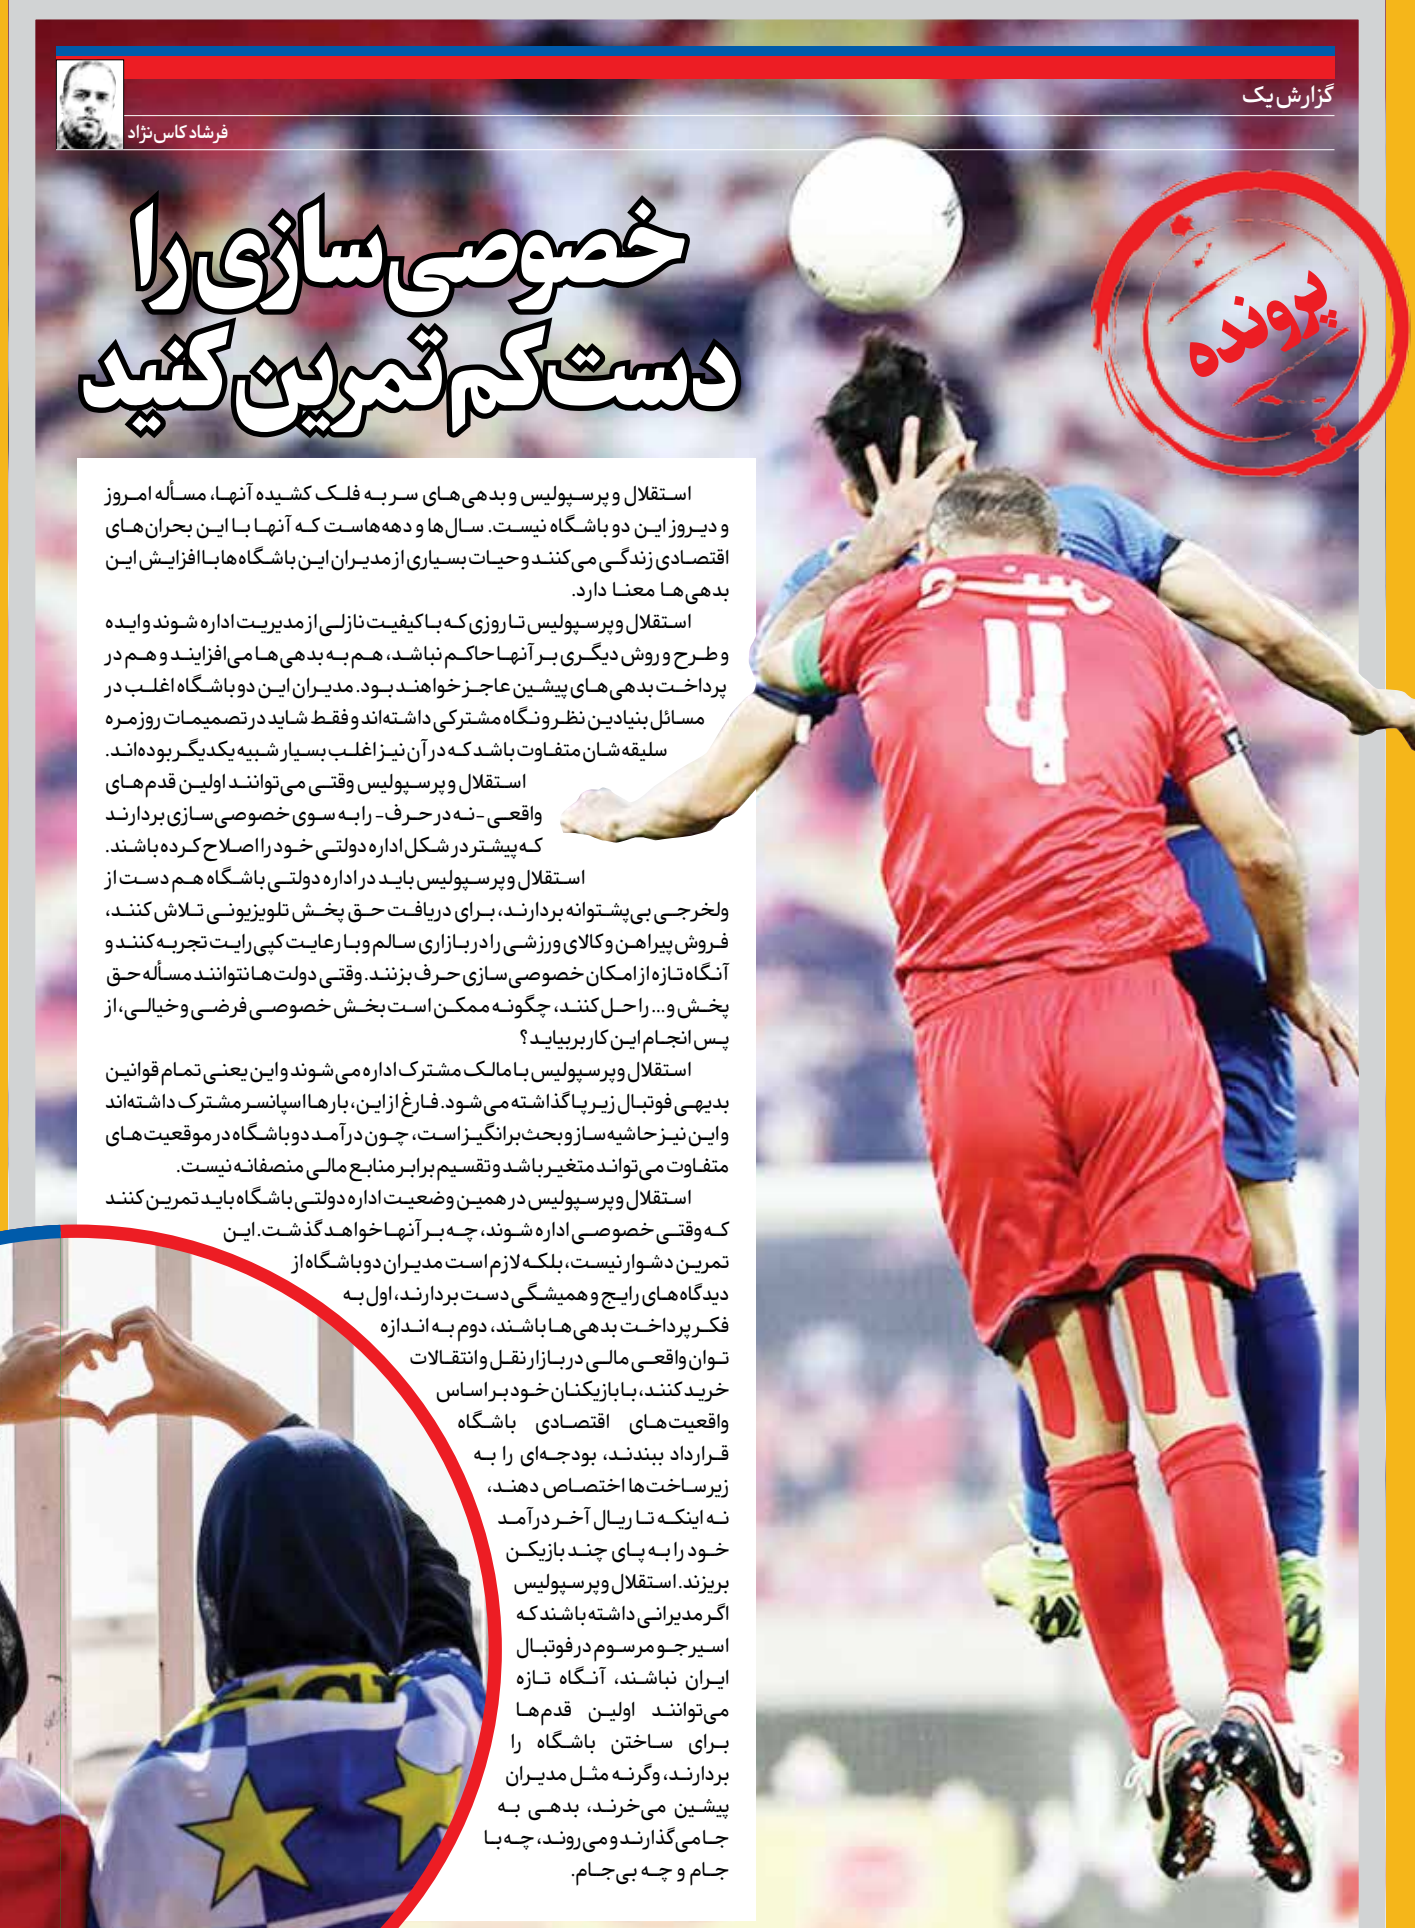 گزارش یک
فرشاد کاس‌نژاد
پرونده
خصوصی‌سازی را
دست‌کم تمرین کنید
مینو
۴
استقلال و پرسپولیس و بدهی‌های سر به فلک کشیده آنها، مسأله امروز
و دیروز این دو باشگاه نیست. سال‌ها و دهه‌هاست که آنها با این بحران‌های
اقتصادی زندگی می‌کنند و حیات بسیاری از مدیران این باشگاه‌ها با افزایش این
بدهی‌ها معنا دارد.
استقلال و پرسپولیس تا روزی که با کیفیت نازلی از مدیریت اداره شوند و ایده
و طرح و روش دیگری بر آنها حاکم نباشد، هم به بدهی‌ها می‌افزایند و هم در
پرداخت بدهی‌های پیشین عاجز خواهند بود. مدیران این دو باشگاه اغلب در
مسائل بنیادین نظر و نگاه مشترکی داشته‌اند و فقط شاید در تصمیمات روزمره
سلیقه‌شان متفاوت باشد که در آن نیز اغلب بسیار شبیه یکدیگر بوده‌اند.
استقلال و پرسپولیس وقتی می‌توانند اولین قدم‌های
واقعی -نه در حرف- را به سوی خصوصی‌سازی بردارند
که پیشتر در شکل اداره دولتی خود را اصلاح کرده باشند.
استقلال و پرسپولیس باید در اداره دولتی باشگاه هم دست از
ولخرجی بی‌پشتوانه بردارند، برای دریافت حق پخش تلویزیونی تلاش کنند،
فروش پیراهن و کالای ورزشی را در بازاری سالم و با رعایت کپی‌رایت تجربه کنند و
آنگاه تازه از امکان خصوصی‌سازی حرف بزنند. وقتی دولت‌ها نتوانند مسأله حق
پخش و... را حل کنند، چگونه ممکن است بخش خصوصی فرضی و خیالی، از
پس انجام این کار بربیاید؟
استقلال و پرسپولیس با مالک مشترک اداره می‌شوند و این یعنی تمام قوانین
بدیهی فوتبال زیر پا گذاشته می‌شود. فارغ از این، بارها اسپانسر مشترک داشته‌اند
و این نیز حاشیه‌ساز و بحث‌برانگیز است، چون درآمد دو باشگاه در موقعیت‌های
متفاوت می‌تواند متغیر باشد و تقسیم برابر منابع مالی منصفانه نیست.
استقلال و پرسپولیس در همین وضعیت اداره دولتی باشگاه باید تمرین کنند
که وقتی خصوصی اداره شوند، چه بر آنها خواهد گذشت. این
تمرین دشوار نیست، بلکه لازم است مدیران دو باشگاه از
دیدگاه‌های رایج و همیشگی دست بردارند، اول به
فکر پرداخت بدهی‌ها باشند، دوم به اندازه
توان واقعی مالی در بازار نقل و انتقالات
خرید کنند، با بازیکنان خود بر اساس
واقعیت‌های اقتصادی باشگاه
قرارداد ببندند، بودجه‌ای را به
زیرساخت‌ها اختصاص دهند،
نه اینکه تا ریال آخر درآمد
خود را به پای چند بازیکن
بریزند. استقلال و پرسپولیس
اگر مدیرانی داشته باشند که
اسیر جو مرسوم در فوتبال
ایران نباشند، آنگاه تازه
می‌توانند اولین قدم‌ها
برای ساختن باشگاه را
بردارند، وگرنه مثل مدیران
پیشین می‌خرند، بدهی به
جا می‌گذارند و می‌روند، چه با
جام و چه بی‌جام.